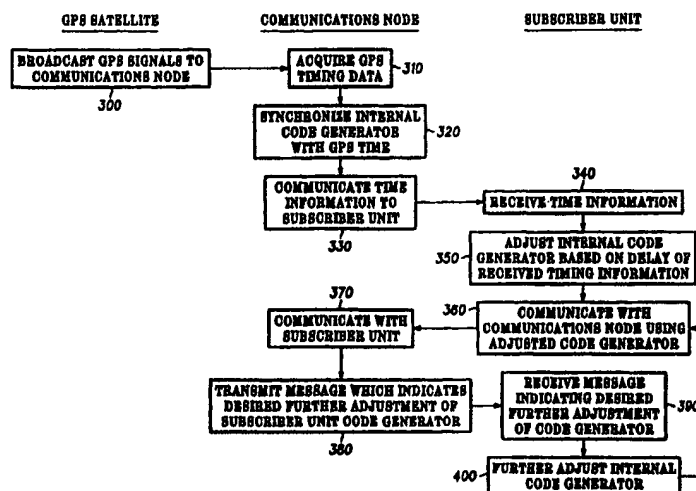 GPS SATELLITE
COMMUNICATIONS NODE
SUBSCRIBER UNIT
BROADCAST GPS SIGNALS TO
COMMUNICATIONS NODE
300
ACQUIRE GPS
TIMING DATA
310
SYNCHRONIZE INTERNAL
CODE GENERATOR
WITH GPS TIME
320
COMMUNICATE TIME
INFORMATION TO
SUBSCRIBER UNIT
330
340
RECEIVE TIME INFORMATION
350
ADJUST INTERNAL CODE
GENERATOR BASED ON DELAY OF
RECEIVED TIMING INFORMATION
360
COMMUNICATE WITH
COMMUNICATIONS NODE USING
ADJUSTED CODE GENERATOR
370
COMMUNICATE WITH
SUBSCRIBER UNIT
TRANSMIT MESSAGE WHICH INDICATES
DESIRED FURTHER ADJUSTMENT OF
SUBSCRIBER UNIT CODE GENERATOR
380
RECEIVE MESSAGE
INDICATING DESIRED
FURTHER ADJUSTMENT
OF CODE GENERATOR
390
400
FURTHER ADJUST INTERNAL
CODE GENERATOR